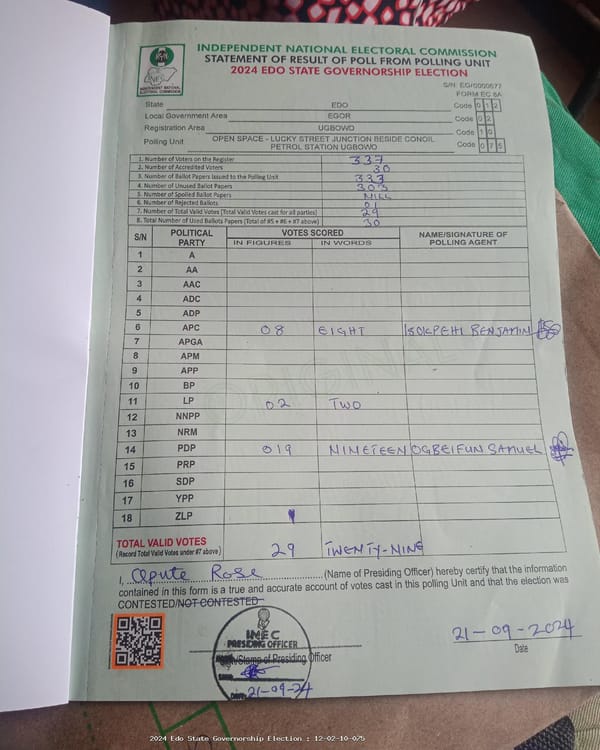 INDEPENDENT NATIONAL ELECTORAL COMMISSION
STATEMENT OF RESULT OF POLL FROM POLLING UNIT
2024 EDO STATE GOVERNORSHIP ELECTION
INEC
INDEPENDENT NATIONAL ELECTORAL COMMISSION
S/N: EG/0000577
FORM EC 8A
State EDO Code 0 1 2
Local Government Area EGOR Code 0 2
Registration Area UGBOWO Code 1 0
Polling Unit OPEN SPACE - LUCKY STREET JUNCTION BESIDE CONOIL PETROL STATION UGBOWO Code 0 7 5
1. Number of Voters on the Register 337
2. Number of Accredited Voters 30
3. Number of Ballot Papers Issued to the Polling Unit 333
4. Number of Unused Ballot Papers 303
5. Number of Spoiled Ballot Papers NILL
6. Number of Rejected Ballots 01
7. Number of Total Valid Votes (Total Valid Votes cast for all parties) 29
8. Total Number of Used Ballots Papers (Total of #5 + #6 + #7 above) 30
S/N POLITICAL PARTY VOTES SCORED NAME/SIGNATURE OF POLLING AGENT
IN FIGURES IN WORDS
1 A
2 AA
3 AAC
4 ADC
5 ADP
6 APC 08 EIGHT ISOKPEHI BENJAMIN
7 APGA
8 APM
9 APP
10 BP
11 LP 02 TWO
12 NNPP
13 NRM
14 PDP 019 NINETEEN OGBEIFUN SAMUEL
15 PRP
16 SDP
17 YPP
18 ZLP
TOTAL VALID VOTES 29 TWENTY-NINE
(Record Total Valid Votes under #7 above)
I, Apute Rose (Name of Presiding Officer) hereby certify that the information
contained in this form is a true and accurate account of votes cast in this polling Unit and that the election was
CONTESTED/NOT CONTESTED
INEC
PRESIDING OFFICER
/Stamp of Presiding Officer
21-09-24
21-09-2024
Date
2024 Edo State Governorship Election : 12-02-10-075